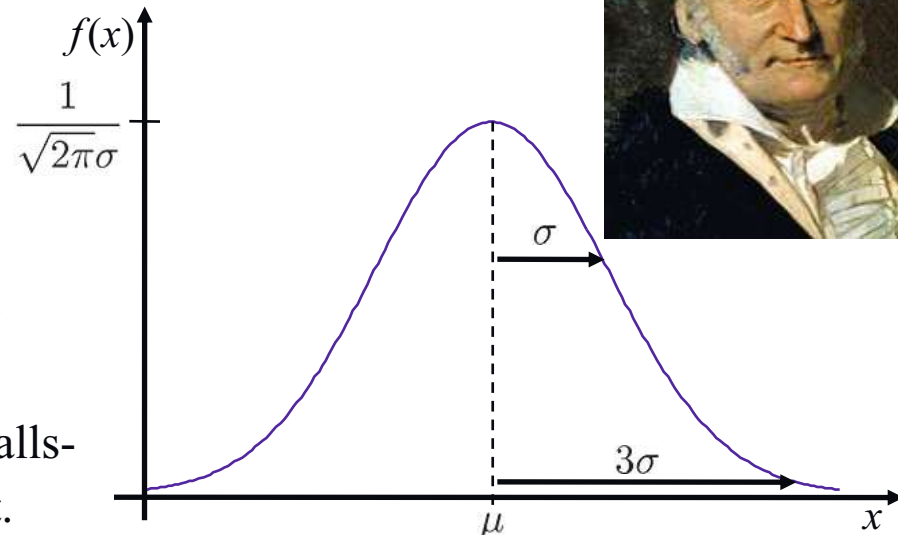 f(x)
1
√2πσ
σ
alls-
3σ
μ
x